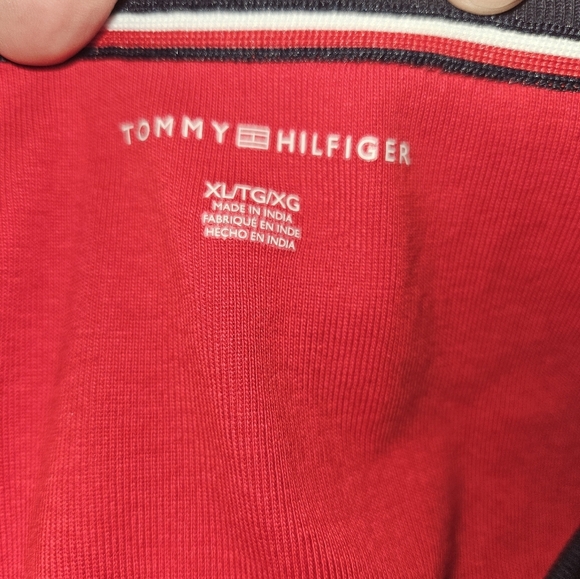 TOMMY HILFIGER
XL/TG/XG
MADE IN INDIA
FABRIQUÉ EN INDE
HECHO EN INDIA